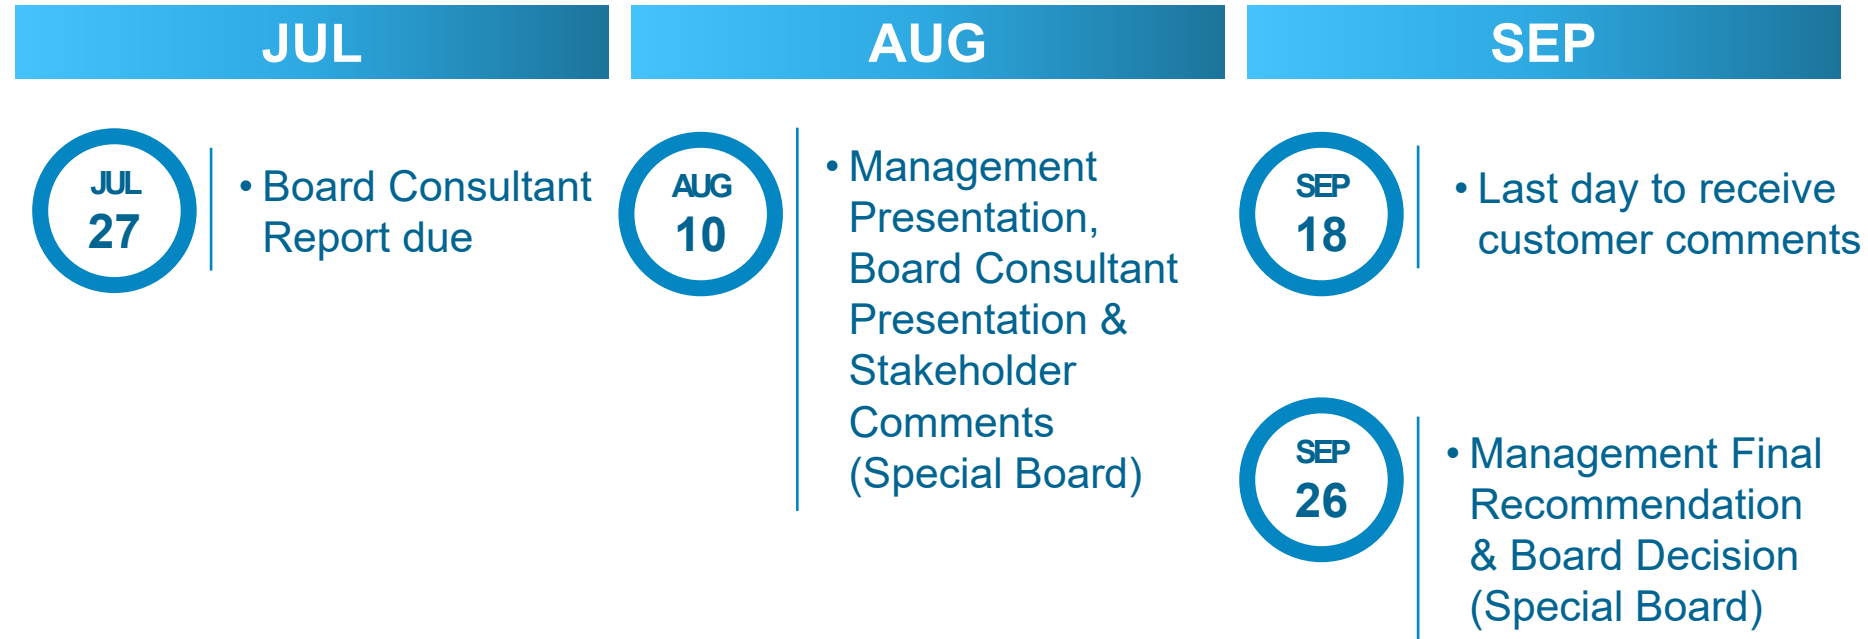 JUL
AUG
SEP
JUL
27
• Board Consultant
Report due
AUG
10
• Management
Presentation,
Board Consultant
Presentation &
Stakeholder
Comments
(Special Board)
SEP
18
• Last day to receive
customer comments
SEP
26
• Management Final
Recommendation
& Board Decision
(Special Board)